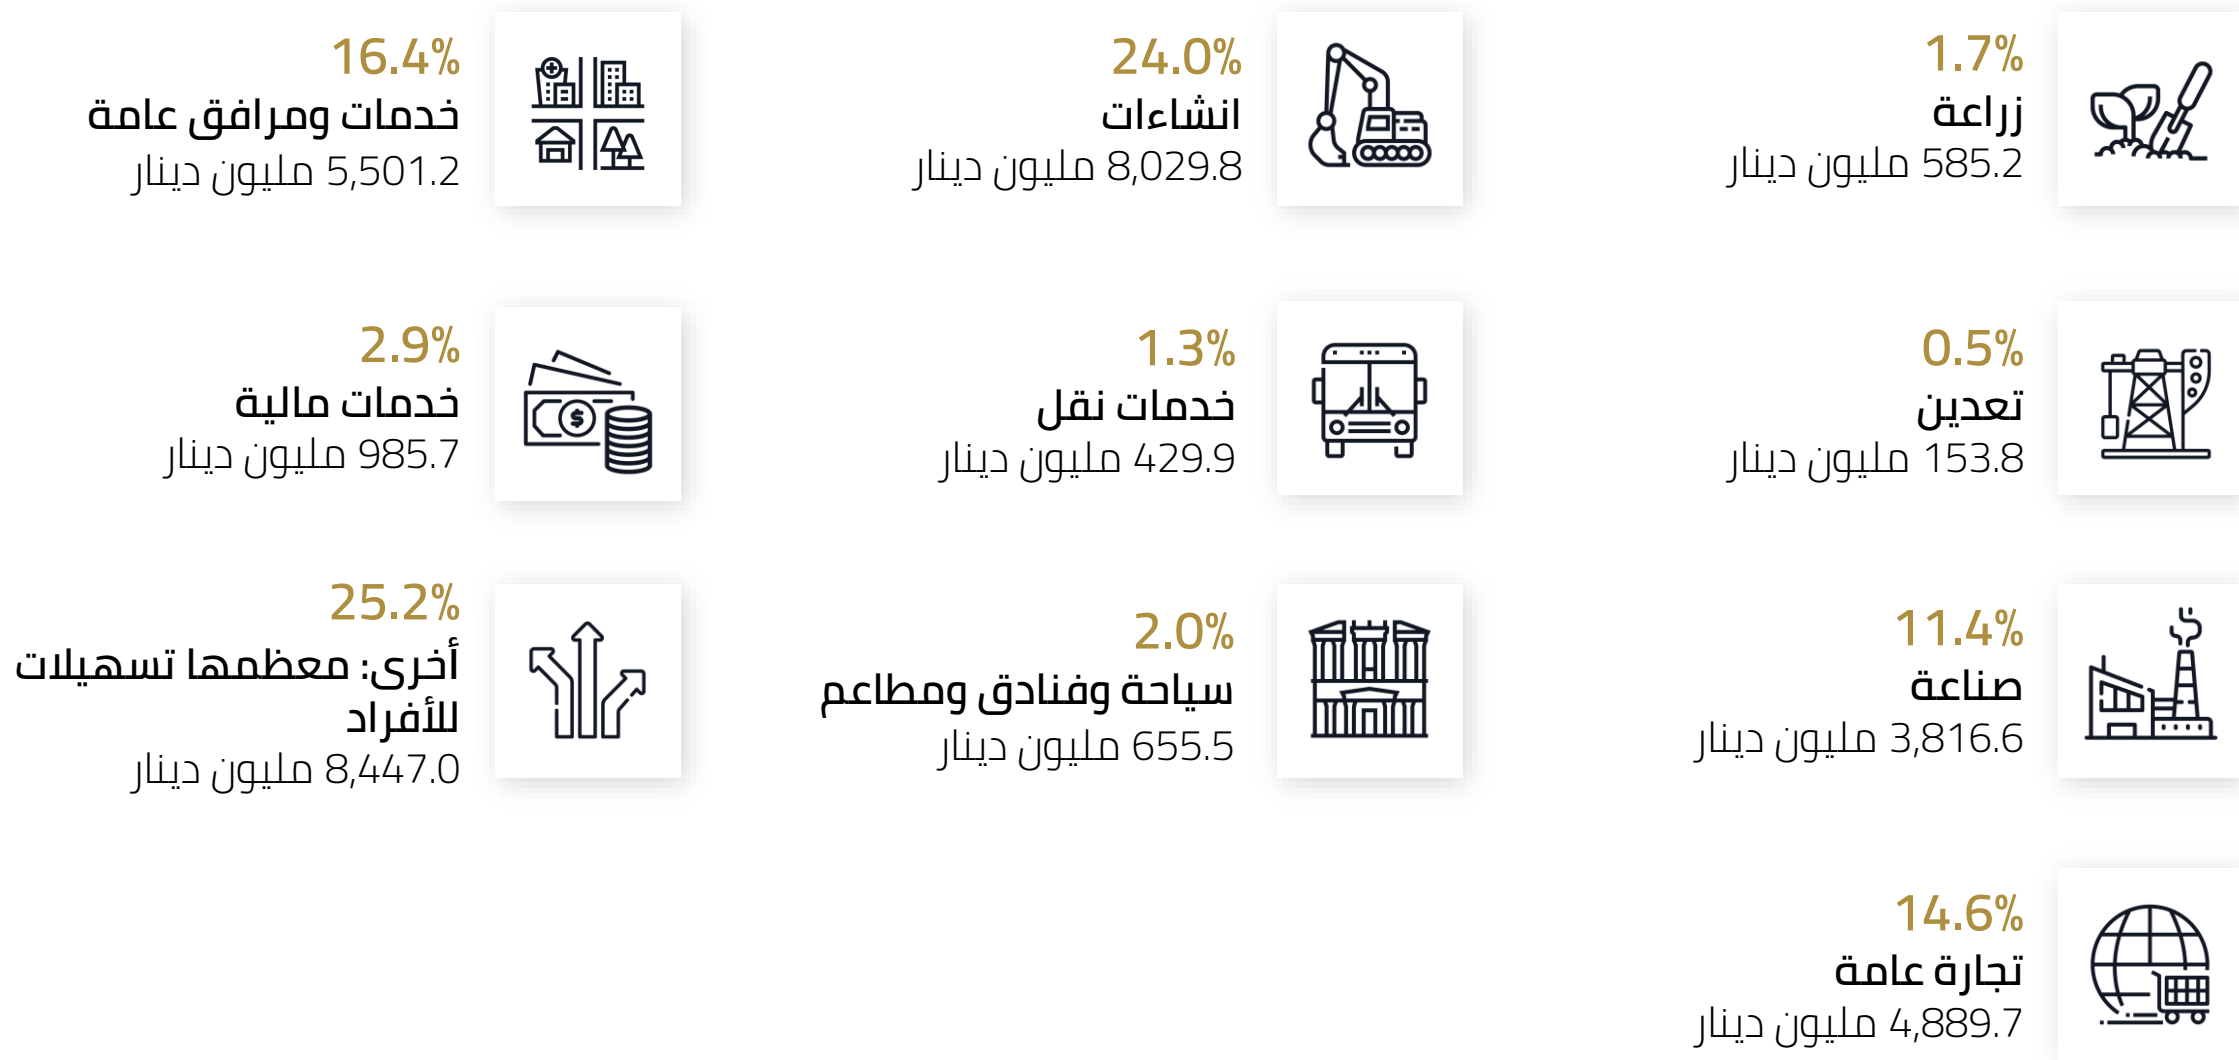 1.7%
زراعة
585.2 مليون دينار
24.0%
انشاءات
8,029.8 مليون دينار
16.4%
خدمات ومرافق عامة
5,501.2 مليون دينار
0.5%
تعدين
153.8 مليون دينار
1.3%
خدمات نقل
429.9 مليون دينار
2.9%
خدمات مالية
985.7 مليون دينار
11.4%
صناعة
3,816.6 مليون دينار
2.0%
سياحة وفنادق ومطاعم
655.5 مليون دينار
25.2%
أخرى: معظمها تسهيلات
للأفراد
8,447.0 مليون دينار
14.6%
تجارة عامة
4,889.7 مليون دينار